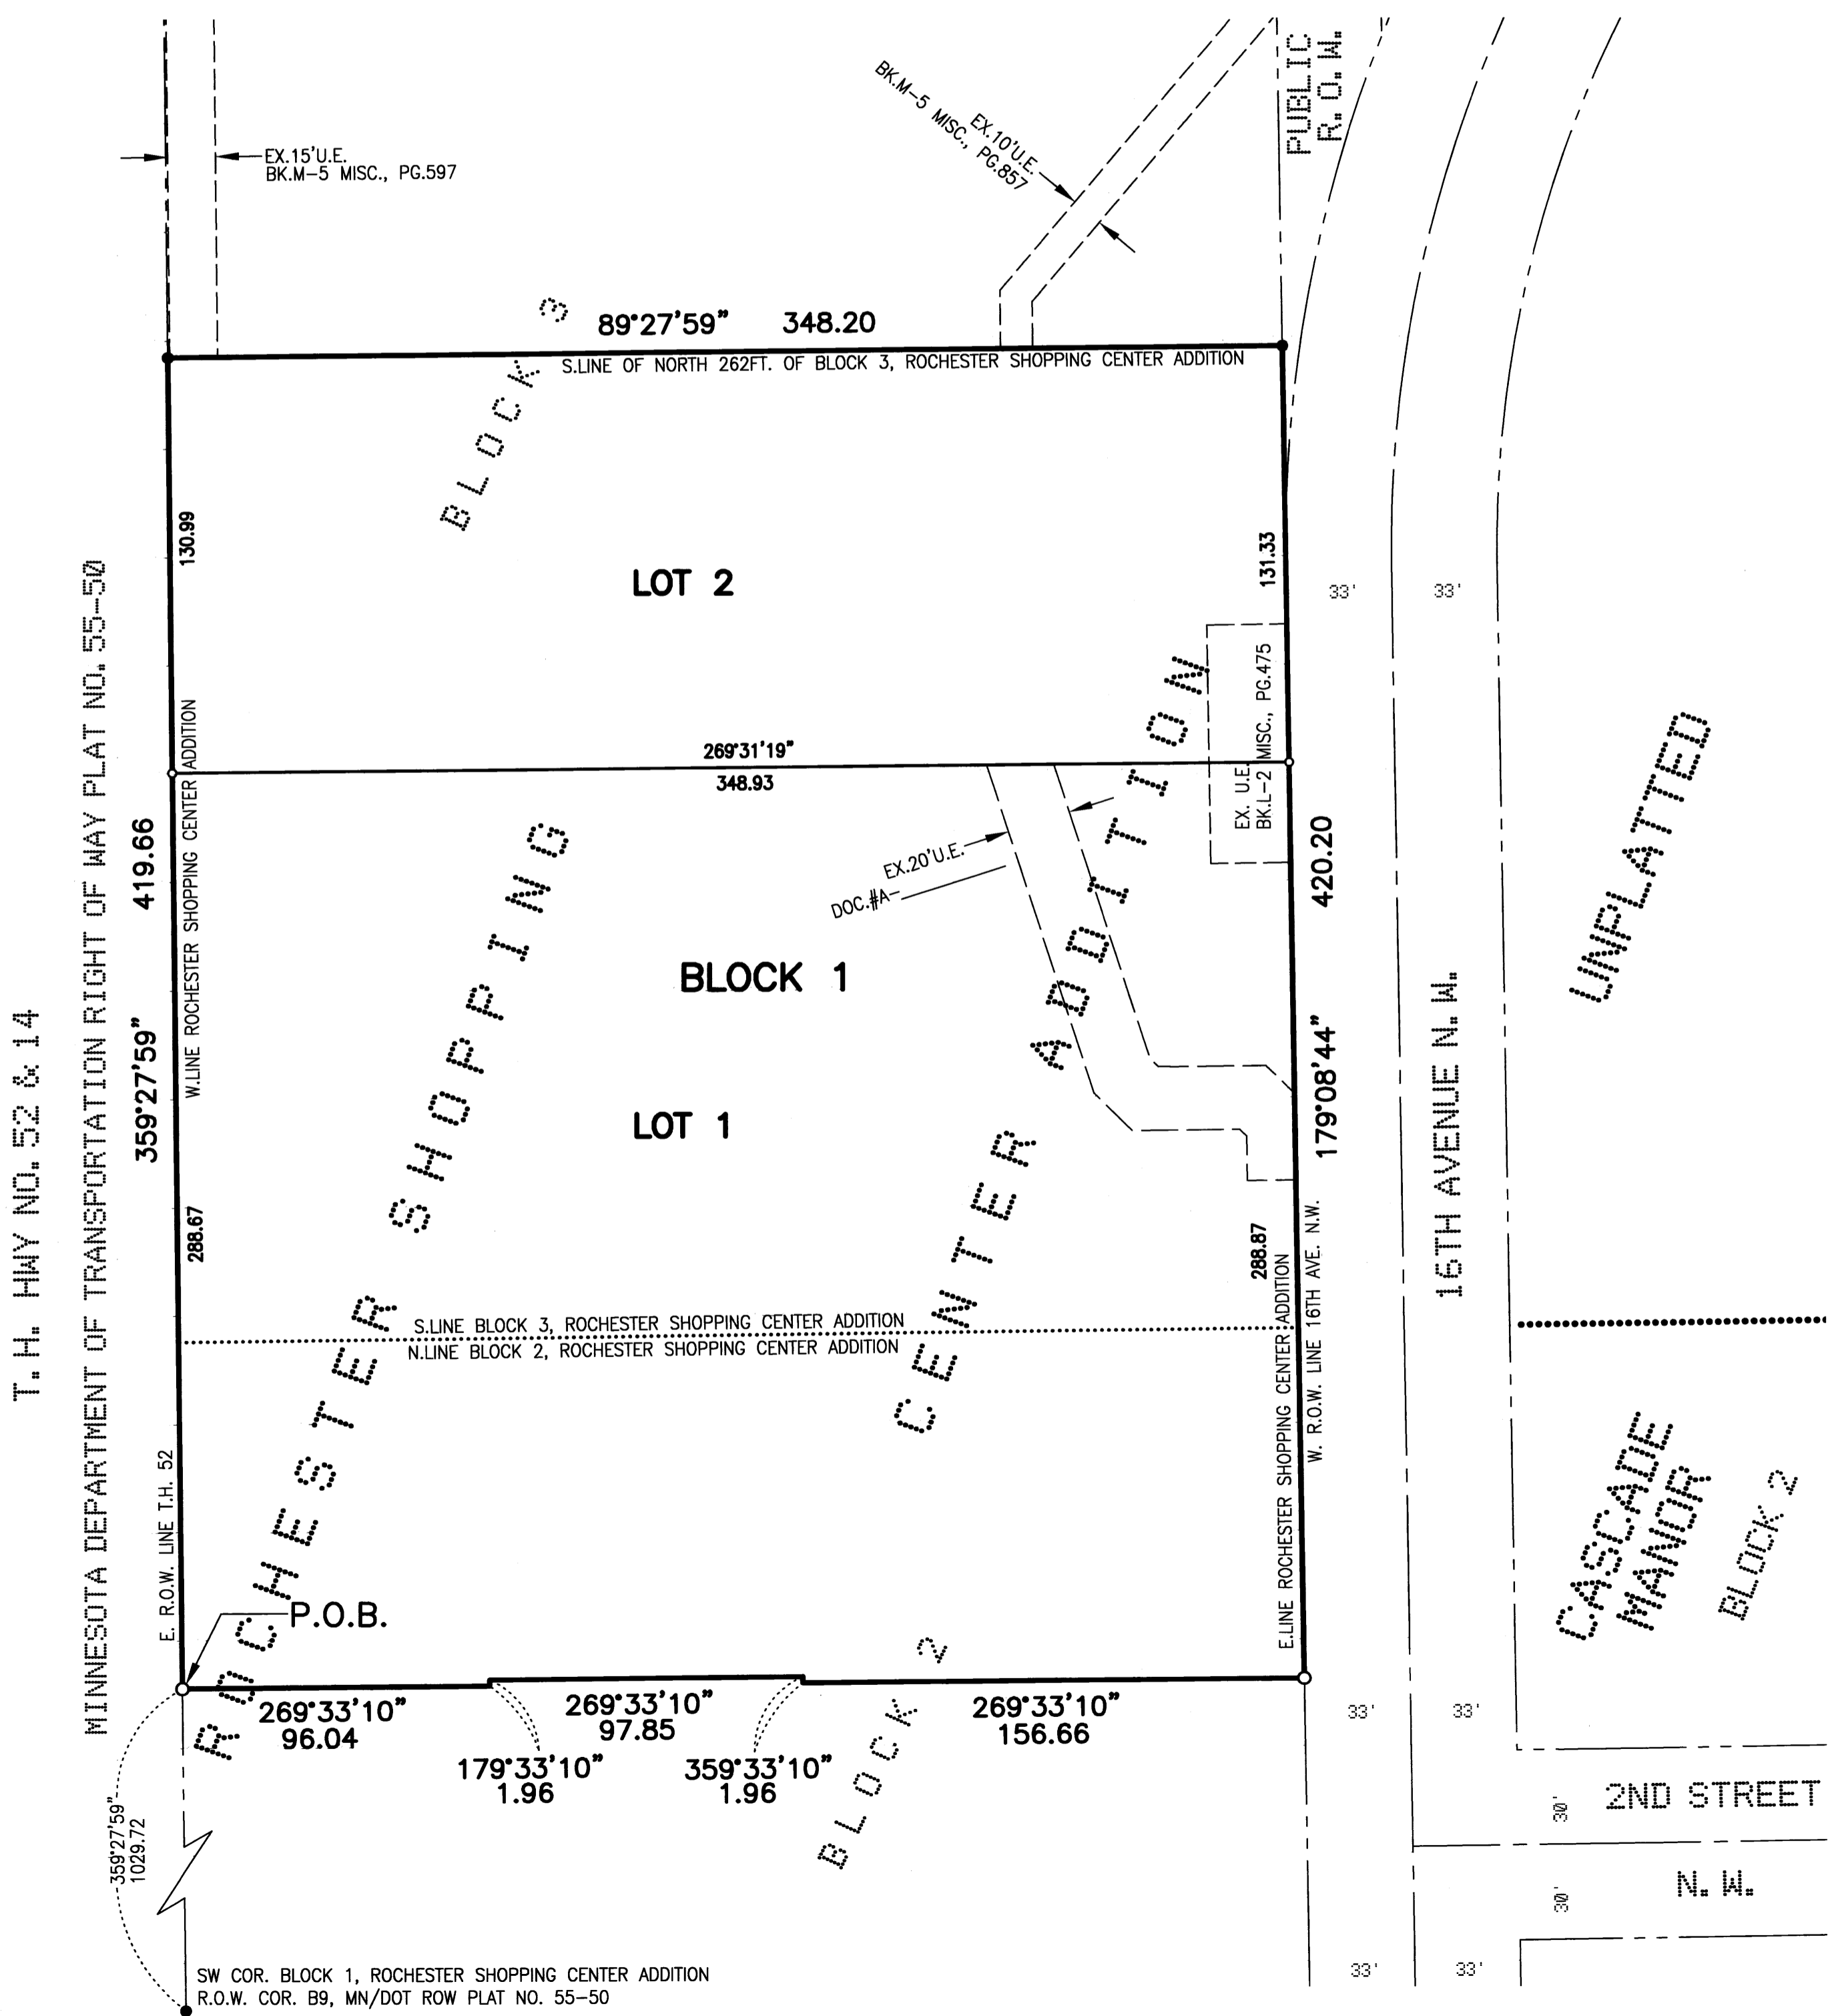 PUBLIC
R.O.W.
EX.15'U.E.
BK.M-5 MISC., PG.597
EX.10'U.E.
BK.M-5 MISC., PG.857
BLOCK 3
89°27'59" 348.20
S.LINE OF NORTH 262FT. OF BLOCK 3, ROCHESTER SHOPPING CENTER ADDITION
130.99
131.33
LOT 2
33'
33'
T.H. HWY NO. 52 & 14
MINNESOTA DEPARTMENT OF TRANSPORTATION RIGHT OF WAY PLAT NO. 55-50
359°27'59" 419.66
W.LINE ROCHESTER SHOPPING CENTER ADDITION
269°31'19"
348.93
EX. U.E.
BK.L-2 MISC., PG.475
EX.20'U.E.
DOC.#A-
ROCHESTER SHOPPING
CENTER ADDITION
BLOCK 1
LOT 1
420.20
179°08'44"
UNPLATTED
16TH AVENUE N.W.
288.67
288.87
S.LINE BLOCK 3, ROCHESTER SHOPPING CENTER ADDITION
N.LINE BLOCK 2, ROCHESTER SHOPPING CENTER ADDITION
E. R.O.W. LINE T.H. 52
E.LINE ROCHESTER SHOPPING CENTER ADDITION
W. R.O.W. LINE 16TH AVE. N.W.
CASCADE
MANOR
BLOCK 2
P.O.B.
BLOCK 2
269°33'10"
96.04
269°33'10"
97.85
269°33'10"
156.66
179°33'10"
1.96
359°33'10"
1.96
33'
33'
359°27'59"
1029.72
30'
2ND STREET
30'
N.W.
33'
33'
SW COR. BLOCK 1, ROCHESTER SHOPPING CENTER ADDITION
R.O.W. COR. B9, MN/DOT ROW PLAT NO. 55-50